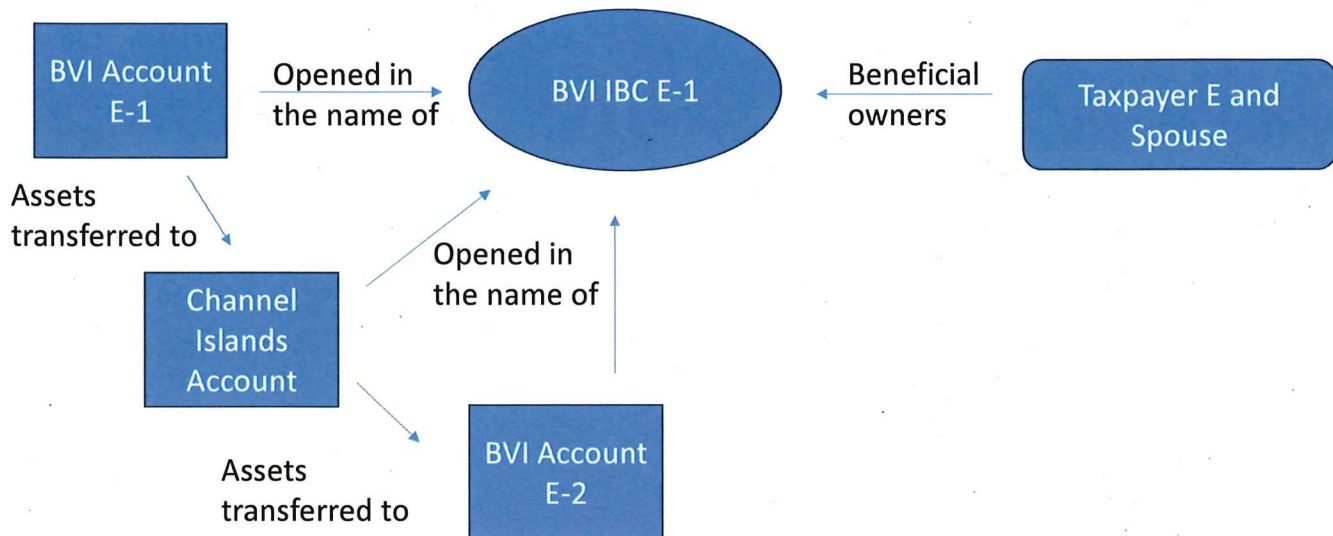 BVI Account
E-1
Opened in
the name of
BVI IBC E-1
Beneficial
owners
Taxpayer E and
Spouse
Assets
transferred to
Opened in
the name of
Channel
Islands
Account
Assets
transferred to
BVI Account
E-2